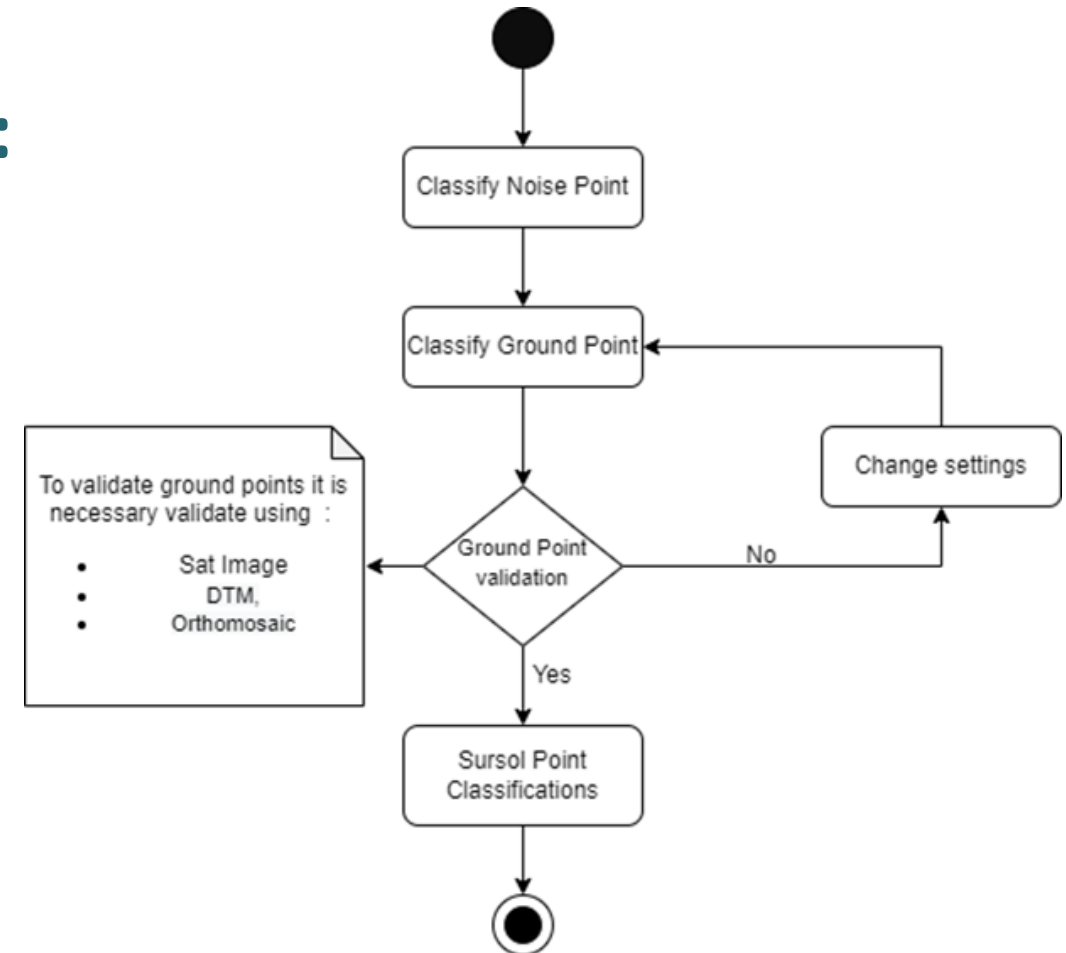 :
Classify Noise Point
Classify Ground Point
Change settings
To validate ground points it is
necessary validate using :
• Sat Image
• DTM,
• Orthomosaic
Ground Point
validation
No
Yes
Sursol Point
Classifications